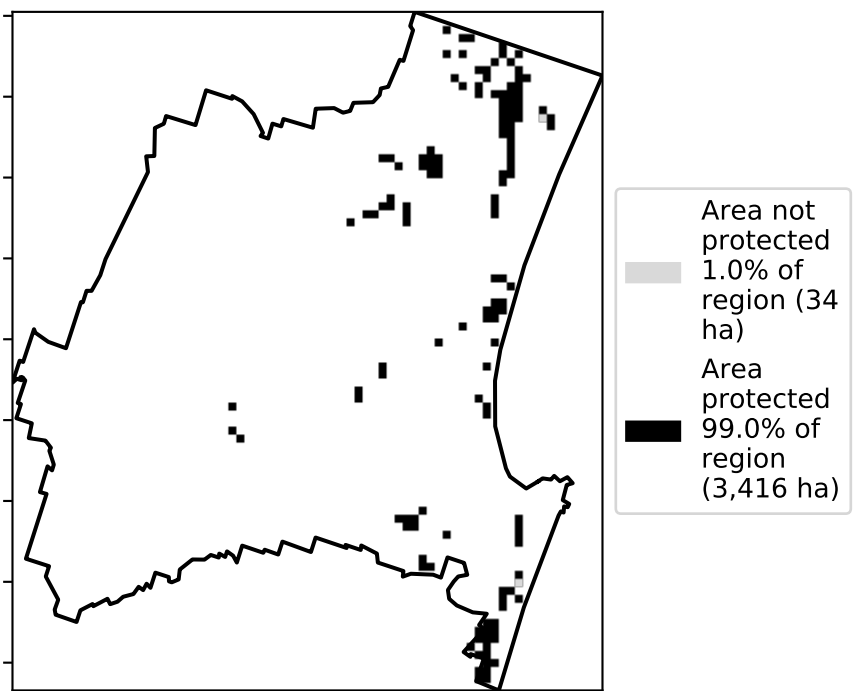 Area not
protected
1.0% of
region (34
ha)
Area
protected
99.0% of
region
(3,416 ha)